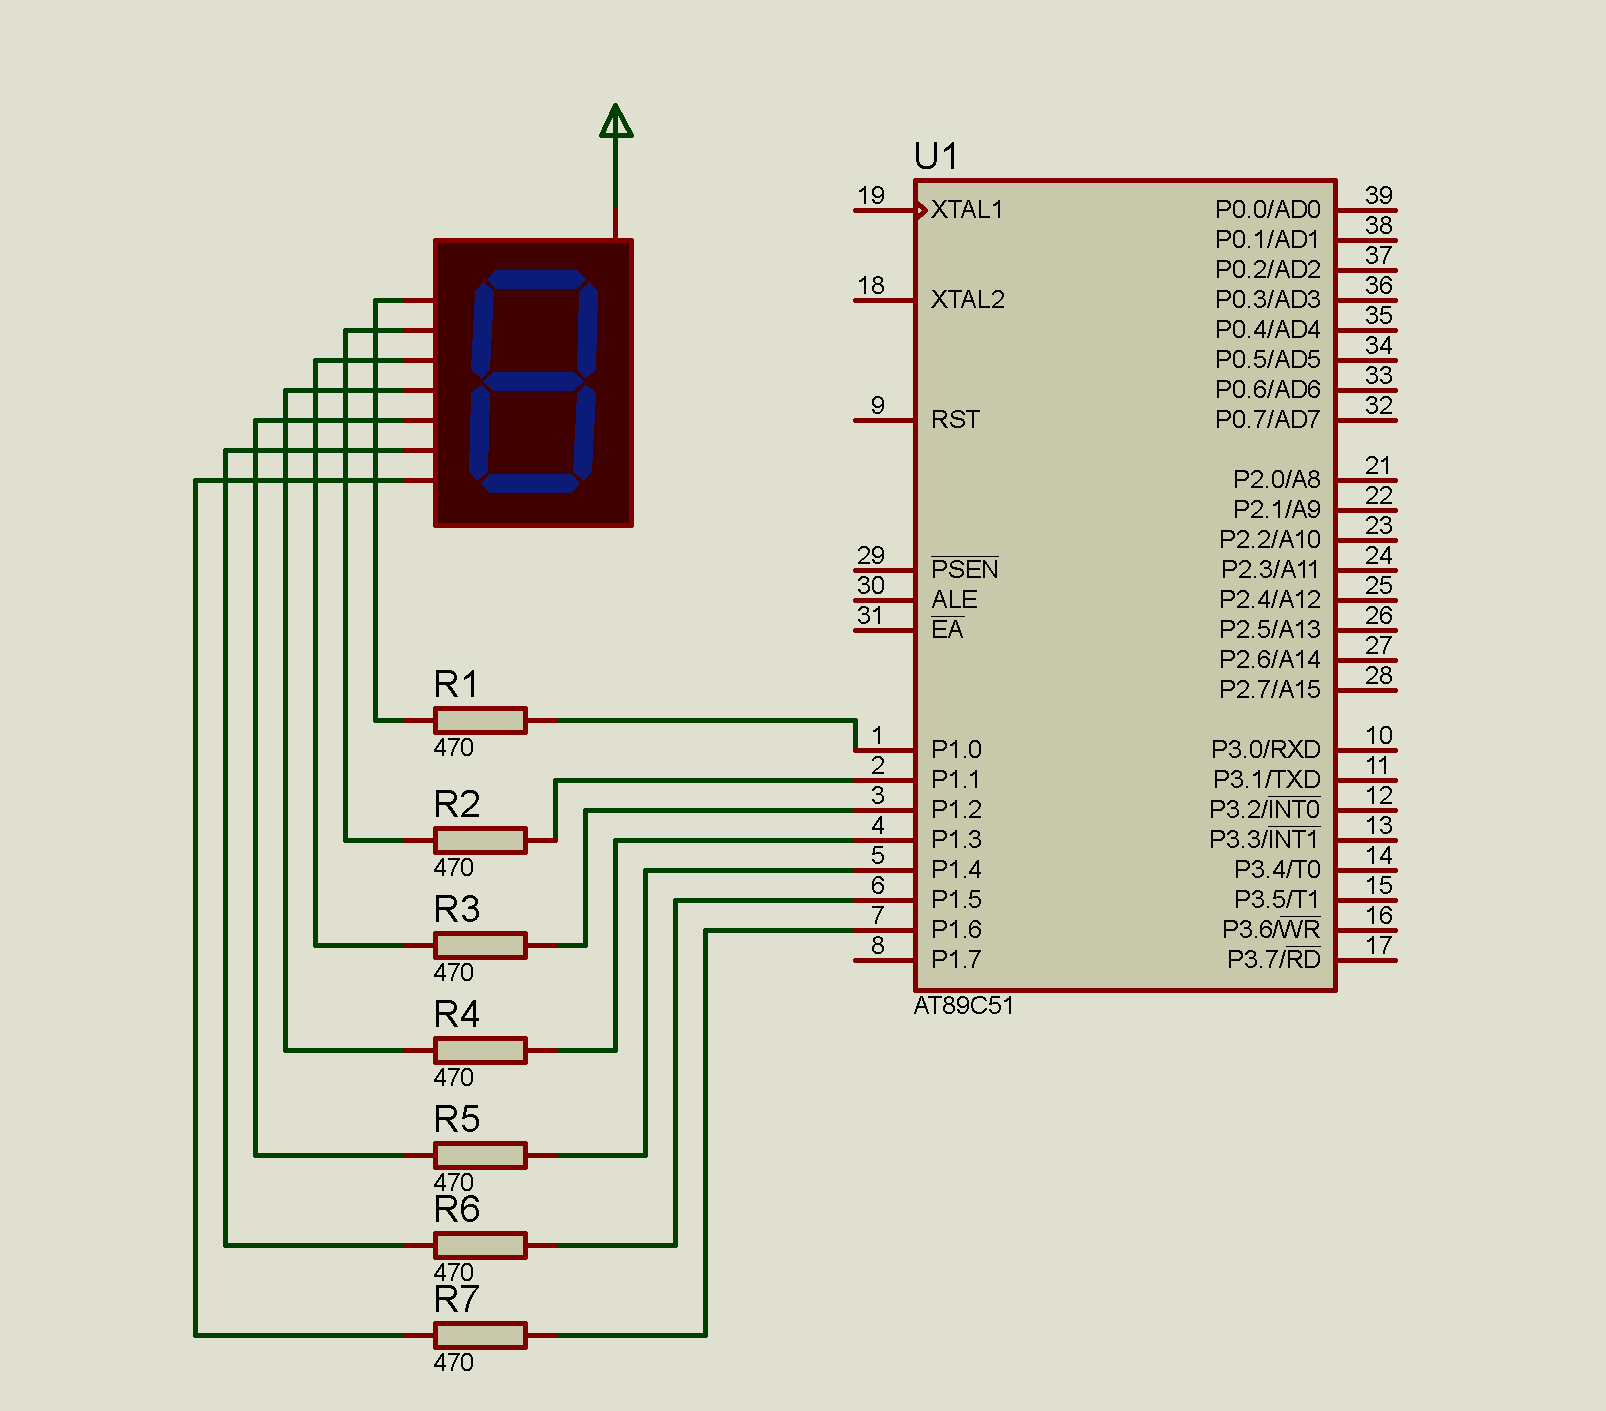 U1
19 XTAL1 P0.0/AD0 39
P0.1/AD1 38
P0.2/AD2 37
18 XTAL2 P0.3/AD3 36
P0.4/AD4 35
P0.5/AD5 34
P0.6/AD6 33
9 RST P0.7/AD7 32
P2.0/A8 21
P2.1/A9 22
P2.2/A10 23
29 PSEN P2.3/A11 24
30 ALE P2.4/A12 25
31 EA P2.5/A13 26
P2.6/A14 27
P2.7/A15 28
1 P1.0 P3.0/RXD 10
2 P1.1 P3.1/TXD 11
3 P1.2 P3.2/INT0 12
4 P1.3 P3.3/INT1 13
5 P1.4 P3.4/T0 14
6 P1.5 P3.5/T1 15
7 P1.6 P3.6/WR 16
8 P1.7 P3.7/RD 17
AT89C51
R1
470
R2
470
R3
470
R4
470
R5
470
R6
470
R7
470